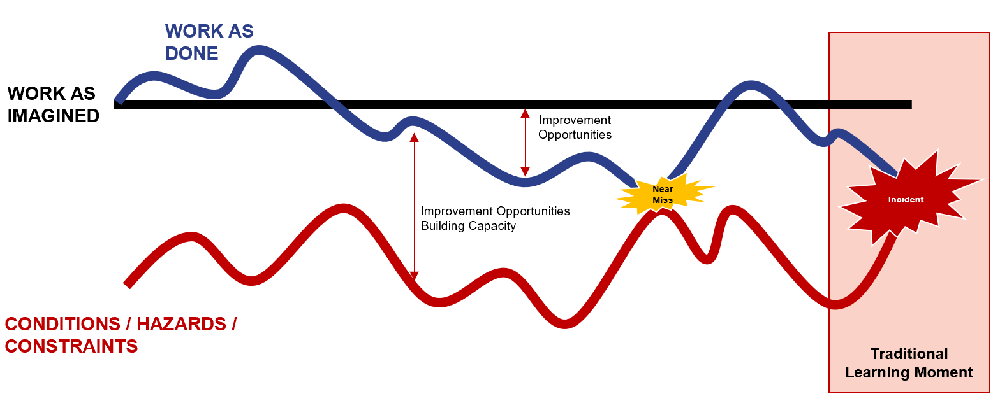 WORK AS
DONE
WORK AS
IMAGINED
Improvement
Opportunities
Near
Miss
Incident
Improvement Opportunities
Building Capacity
CONDITIONS / HAZARDS /
CONSTRAINTS
Traditional
Learning Moment